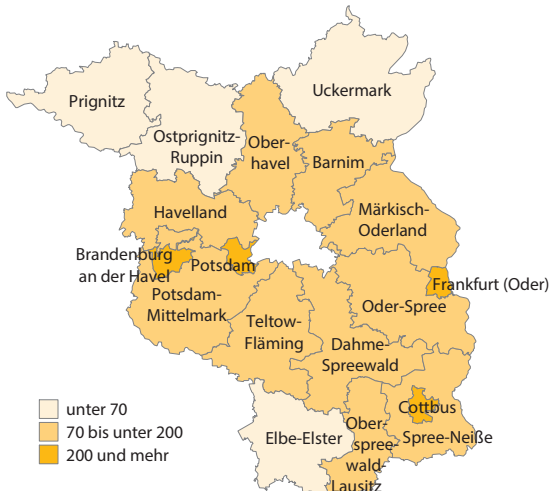 Prignitz
Uckermark
Ostprignitz-
Ruppin
Ober-
havel
Barnim
Havelland
Märkisch-
Oderland
Brandenburg
an der Havel
Potsdam
Frankfurt (Oder)
Potsdam-
Mittelmark
Oder-Spree
Teltow-
Fläming
Dahme-
Spreewald
Cottbus
Elbe-Elster
Ober-
spree-
wald-
Lausitz
Spree-Neiße
unter 70
70 bis unter 200
200 und mehr